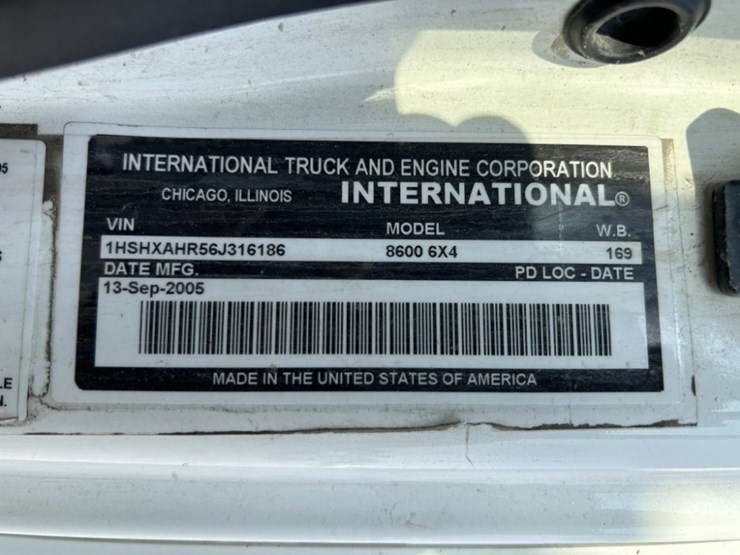 INTERNATIONAL TRUCK AND ENGINE CORPORATION
CHICAGO, ILLINOIS INTERNATIONAL®
VIN MODEL W.B.
1HSHXAHR56J316186 8600 6X4 169
DATE MFG. PD LOC - DATE
13-Sep-2005
MADE IN THE UNITED STATES OF AMERICA